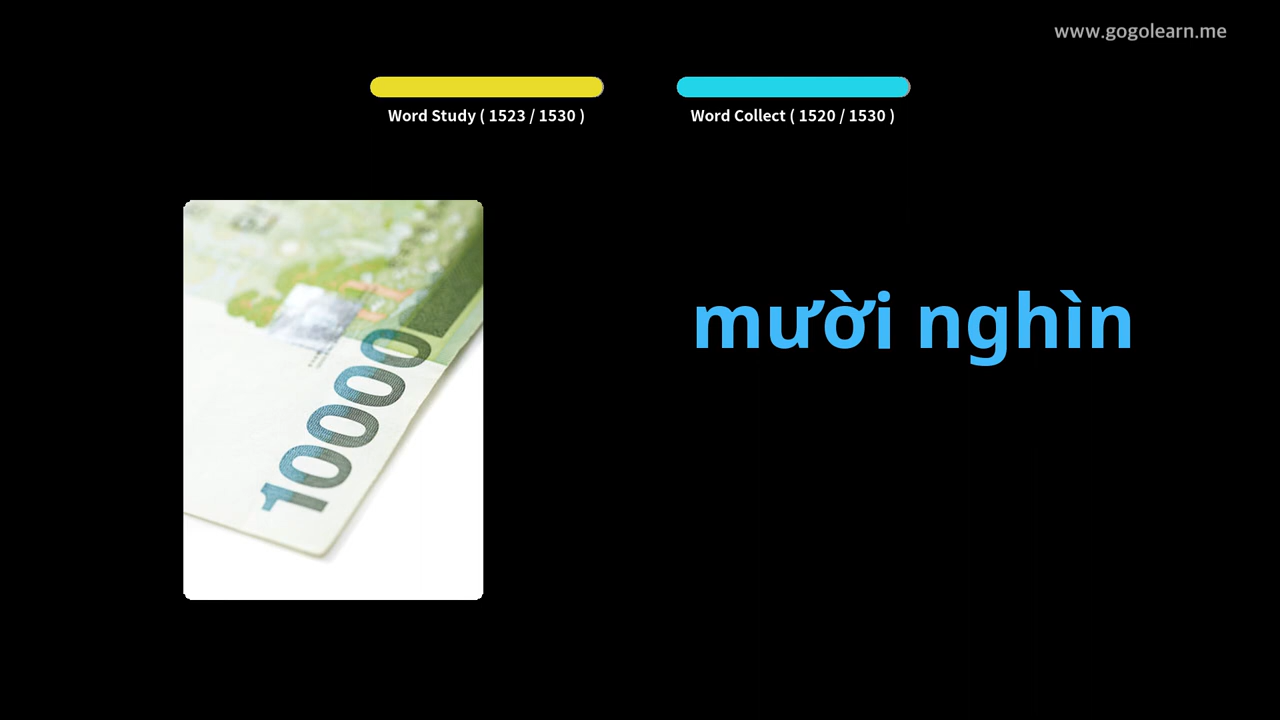 www.gogolearn.me
Word Study ( 1523 / 1530 )
Word Collect ( 1520 / 1530 )
10000
mười nghìn